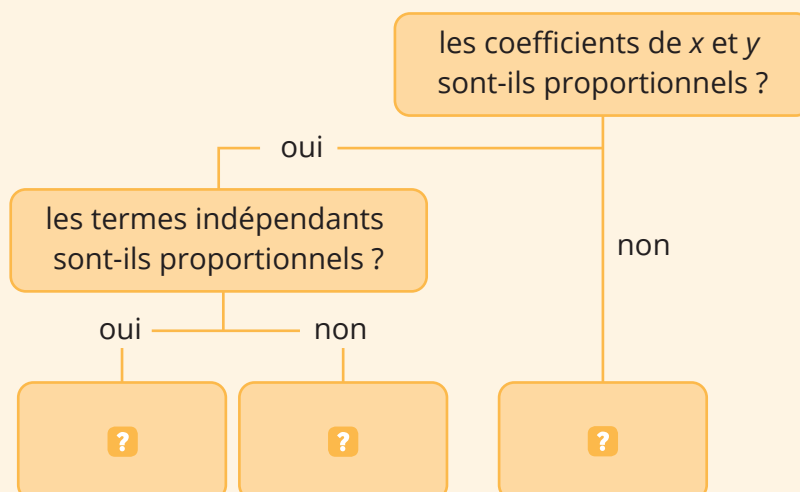 les coefficients de x et y
sont-ils proportionnels ?
oui
les termes indépendants
sont-ils proportionnels ?
non
oui
non
?
?
?